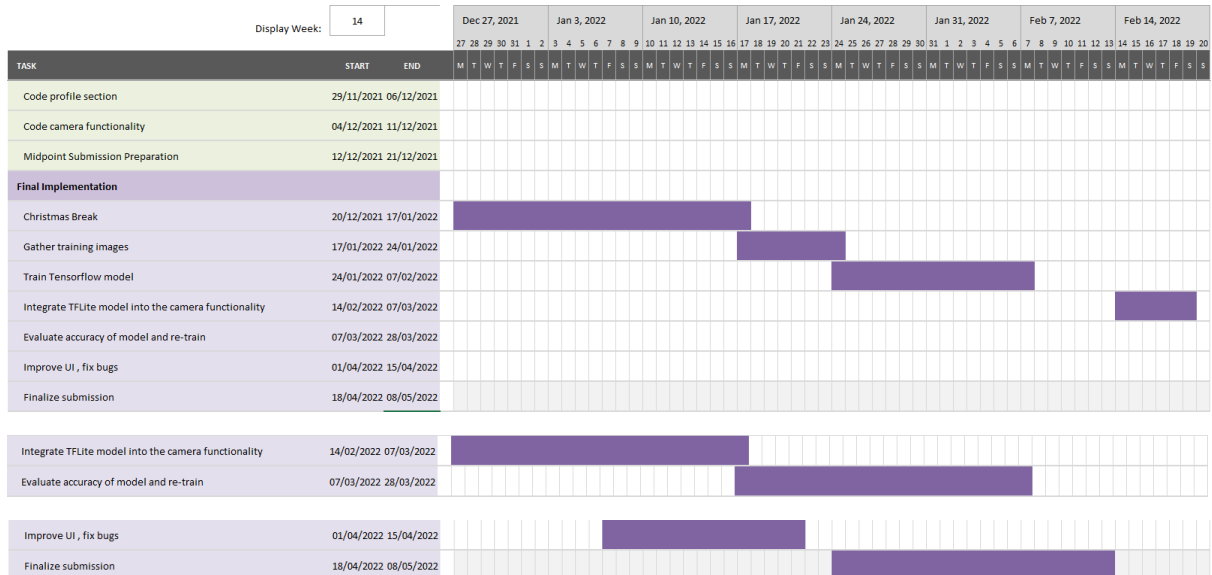 Display Week: 14
Dec 27, 2021 Jan 3, 2022 Jan 10, 2022 Jan 17, 2022 Jan 24, 2022 Jan 31, 2022 Feb 7, 2022 Feb 14, 2022
27 28 29 30 31 1 2 3 4 5 6 7 8 9 10 11 12 13 14 15 16 17 18 19 20 21 22 23 24 25 26 27 28 29 30 31 1 2 3 4 5 6 7 8 9 10 11 12 13 14 15 16 17 18 19 20
TASK START END M T W T F S S M T W T F S S M T W T F S S M T W T F S S M T W T F S S M T W T F S S M T W T F S S M T W T F S S
Code profile section 29/11/2021 06/12/2021
Code camera functionality 04/12/2021 11/12/2021
Midpoint Submission Preparation 12/12/2021 21/12/2021
Final Implementation
Christmas Break 20/12/2021 17/01/2022
Gather training images 17/01/2022 24/01/2022
Train Tensorflow model 24/01/2022 07/02/2022
Integrate TFLite model into the camera functionality 14/02/2022 07/03/2022
Evaluate accuracy of model and re-train 07/03/2022 28/03/2022
Improve UI , fix bugs 01/04/2022 15/04/2022
Finalize submission 18/04/2022 08/05/2022
Integrate TFLite model into the camera functionality 14/02/2022 07/03/2022
Evaluate accuracy of model and re-train 07/03/2022 28/03/2022
Improve UI , fix bugs 01/04/2022 15/04/2022
Finalize submission 18/04/2022 08/05/2022